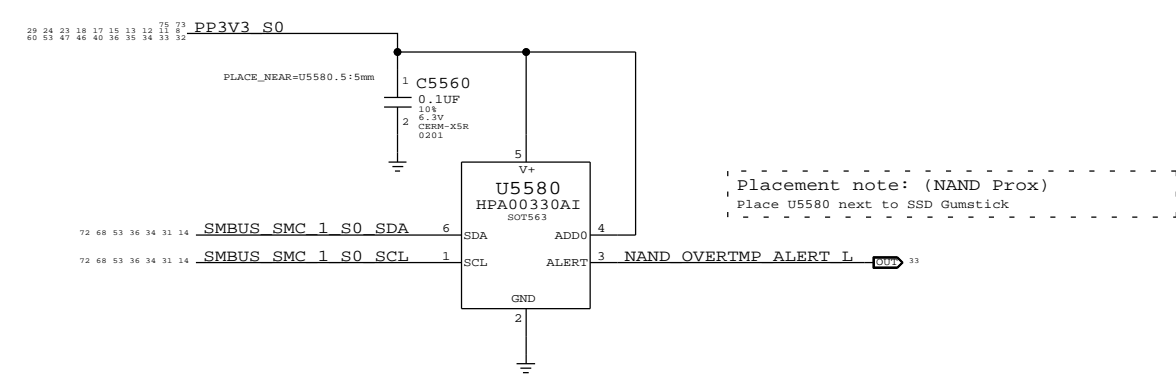 75 73
29 24 23 18 17 15 13 12 11 8
60 53 47 46 40 36 35 34 33 32
PP3V3_S0
PLACE_NEAR=U5580.5:5mm
1
C5560
0.1UF
10%
6.3V
CERM-X5R
0201
2
5
V+
U5580
HPA00330AI
SOT563
Placement note: (NAND Prox)
Place U5580 next to SSD Gumstick
72 68 53 36 34 31 14 SMBUS_SMC_1_S0_SDA 6 SDA ADD0 4
72 68 53 36 34 31 14 SMBUS_SMC_1_S0_SCL 1 SCL ALERT 3 NAND_OVERTMP_ALERT_L OUT 33
GND
2